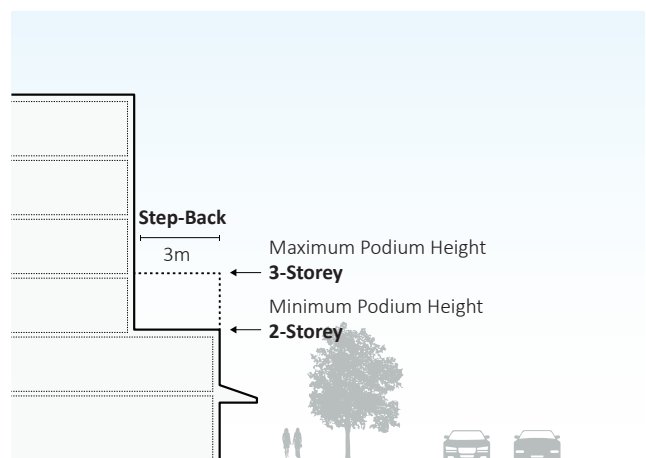 Step-Back
3m
Maximum Podium Height
3-Storey
Minimum Podium Height
2-Storey